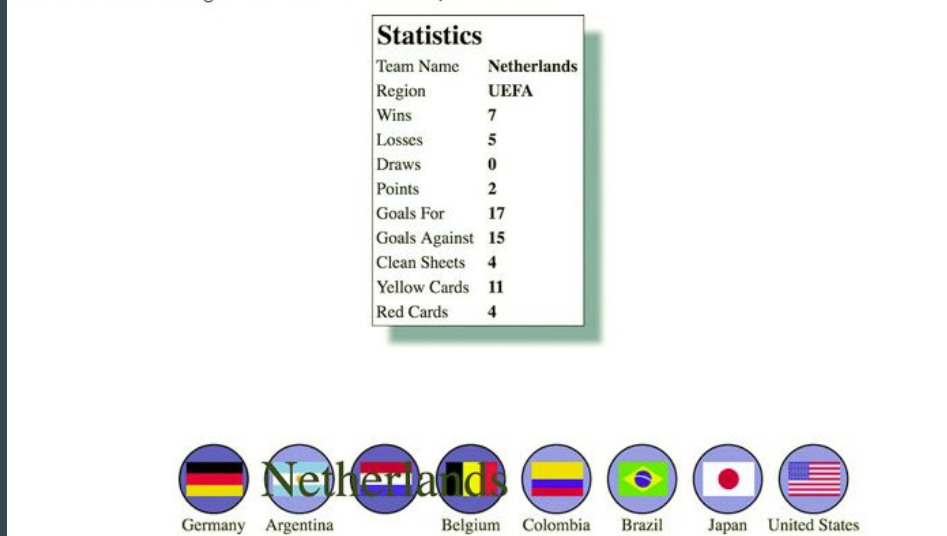 Statistics
Team Name Netherlands
Region UEFA
Wins 7
Losses 5
Draws 0
Points 2
Goals For 17
Goals Against 15
Clean Sheets 4
Yellow Cards 11
Red Cards 4
Netherlands
Germany Argentina Belgium Colombia Brazil Japan United States